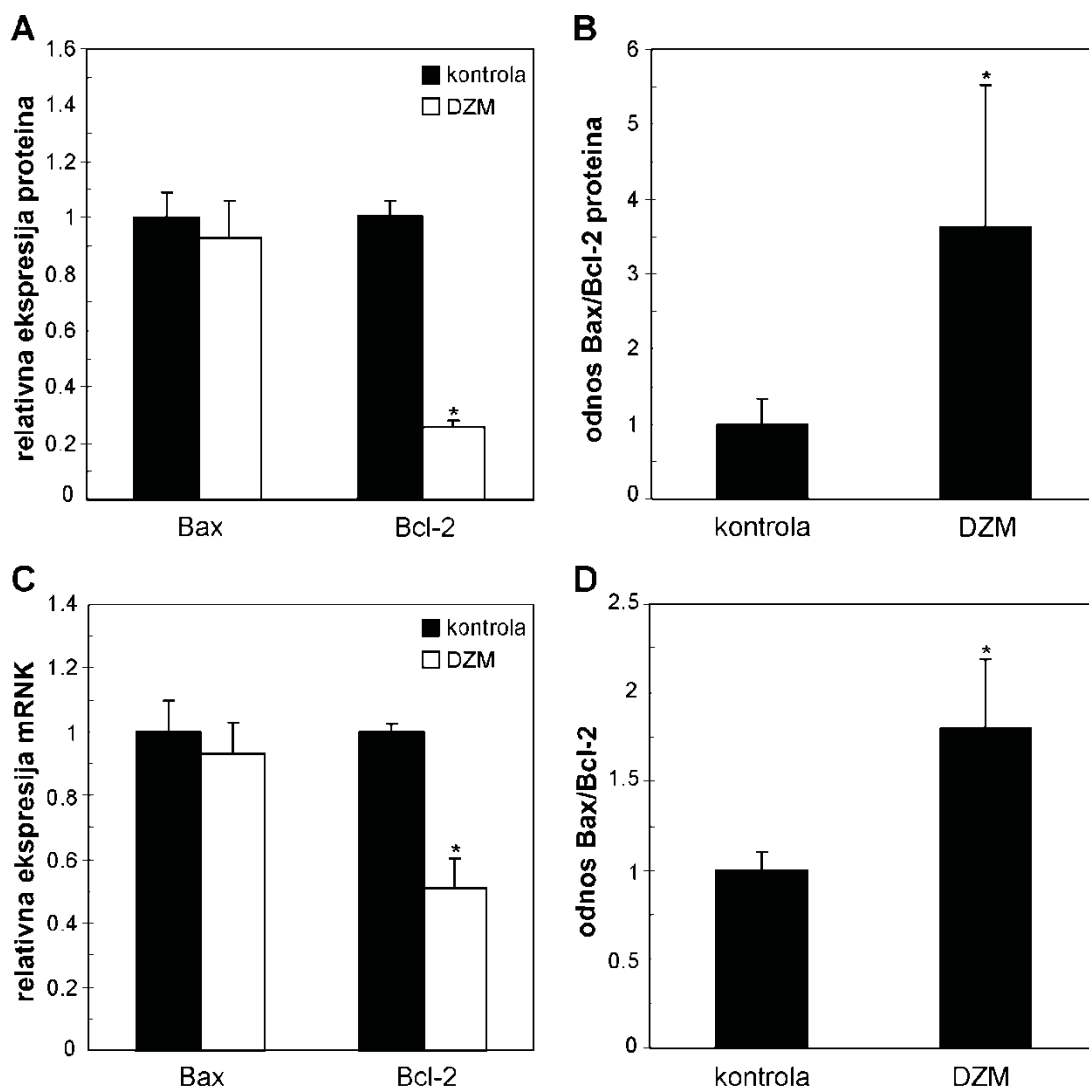 A
relativna ekspresija proteina
1.6
1.4
1.2
1
0.8
0.6
0.4
0.2
0
kontrola
DZM
*
Bax
Bcl-2
B
odnos Bax/Bcl-2 proteina
6
5
4
3
2
1
0
*
kontrola
DZM
C
relativna ekspresija mRNK
1.4
1.2
1
0.8
0.6
0.4
0.2
0
kontrola
DZM
*
Bax
Bcl-2
D
odnos Bax/Bcl-2
2.5
2
1.5
1
0.5
0
*
kontrola
DZM